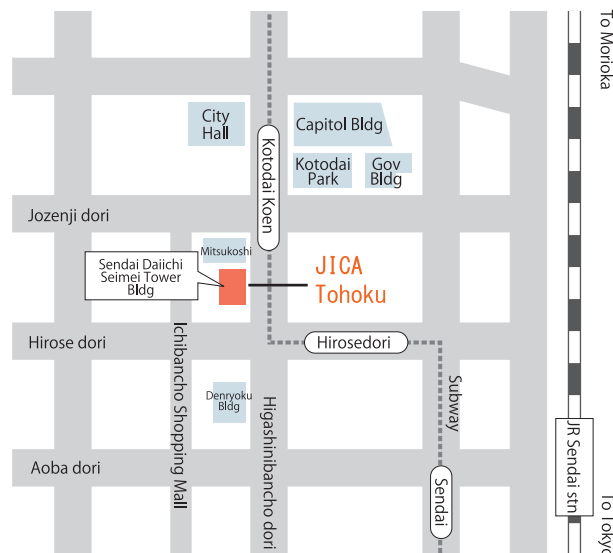 To Morioka
City
Hall
Capitol Bldg
Kotodai Koen
Kotodai
Park
Gov
Bldg
Jozenji dori
Mitsukoshi
Sendai Daiichi
Seimei Tower
Bldg
JICA
Tohoku
Hirose dori
Hirosedori
Ichibancho Shopping Mall
Denryoku
Bldg
Higashinibancho dori
Subway
Aoba dori
Sendai
JR Sendai stn
To Toky